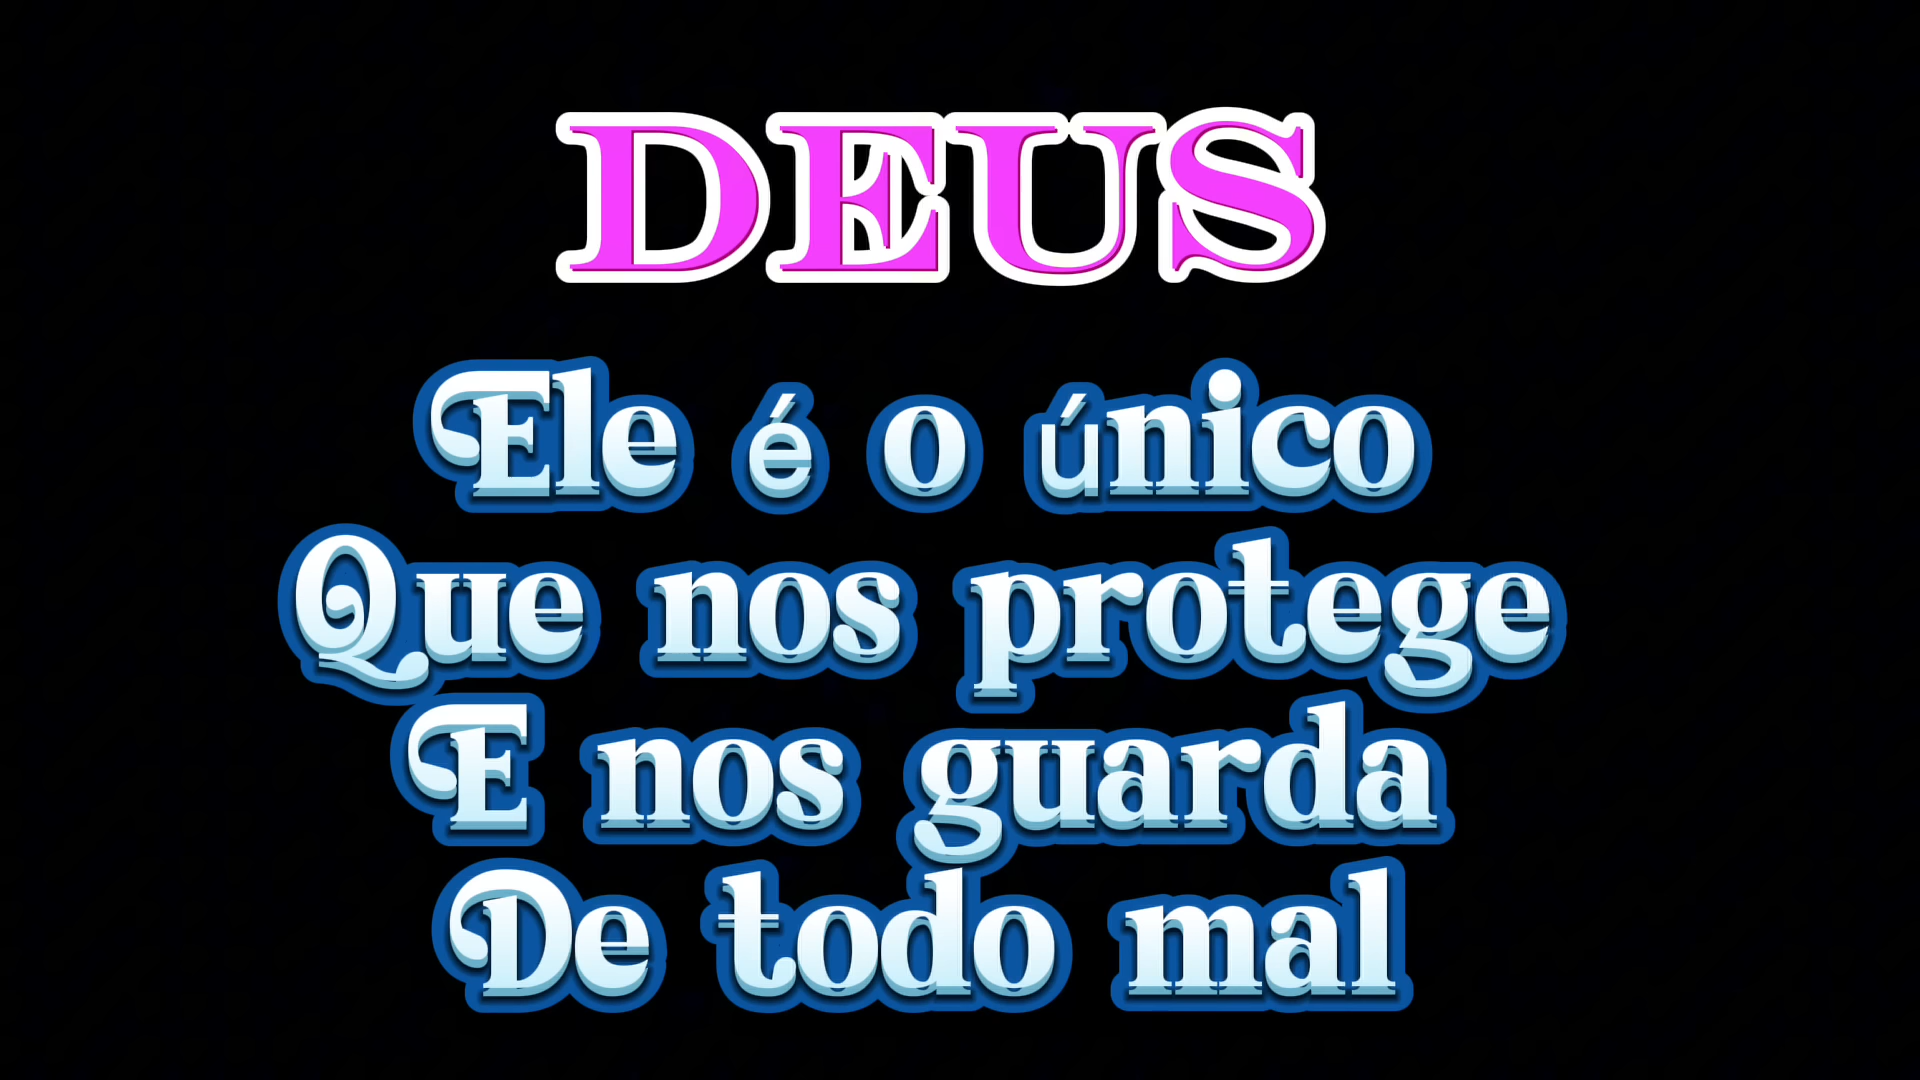 DEUS
Ele é o único
Que nos protege
E nos guarda
De todo mal